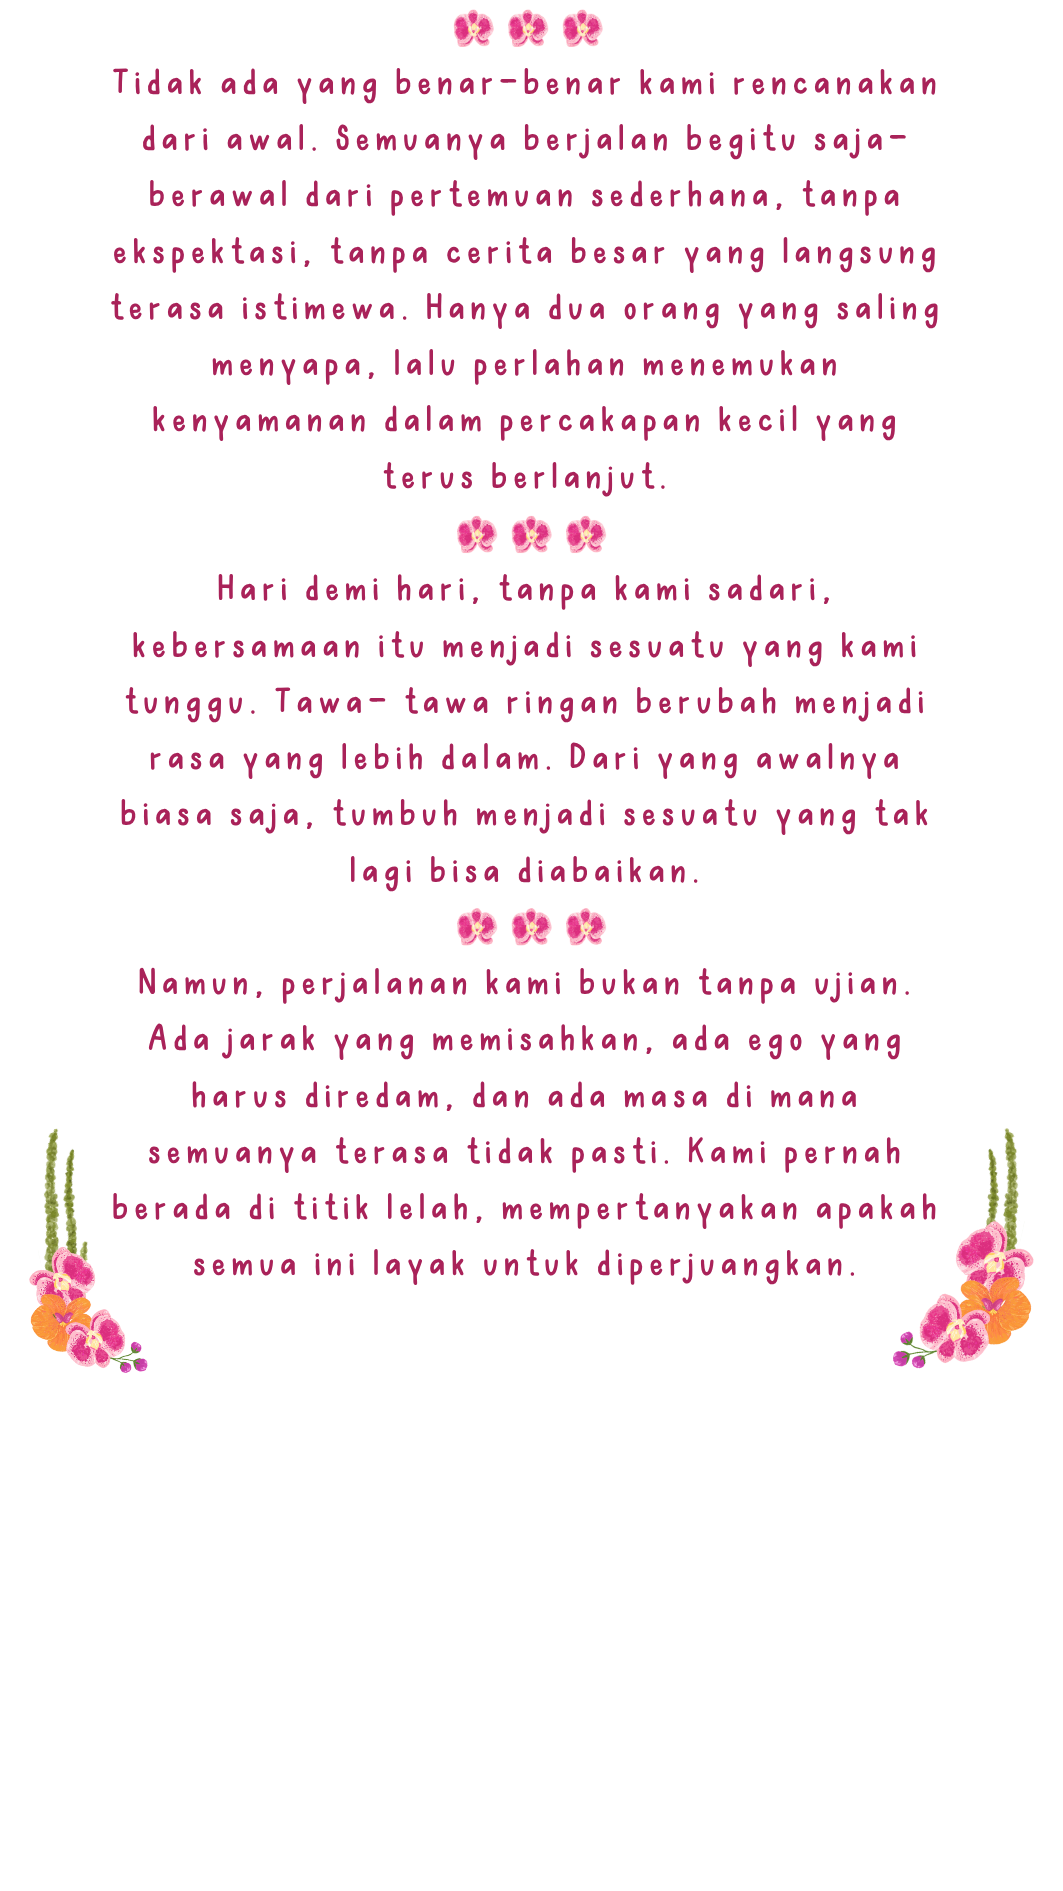 Tidak ada yang benar-benar kami rencanakan
dari awal. Semuanya berjalan begitu saja-
berawal dari pertemuan sederhana, tanpa
ekspektasi, tanpa cerita besar yang langsung
terasa istimewa. Hanya dua orang yang saling
menyapa, lalu perlahan menemukan
kenyamanan dalam percakapan kecil yang
terus berlanjut.
Hari demi hari, tanpa kami sadari,
kebersamaan itu menjadi sesuatu yang kami
tunggu. Tawa- tawa ringan berubah menjadi
rasa yang lebih dalam. Dari yang awalnya
biasa saja, tumbuh menjadi sesuatu yang tak
lagi bisa diabaikan.
Namun, perjalanan kami bukan tanpa ujian.
Ada jarak yang memisahkan, ada ego yang
harus diredam, dan ada masa di mana
semuanya terasa tidak pasti. Kami pernah
berada di titik lelah, mempertanyakan apakah
semua ini layak untuk diperjuangkan.